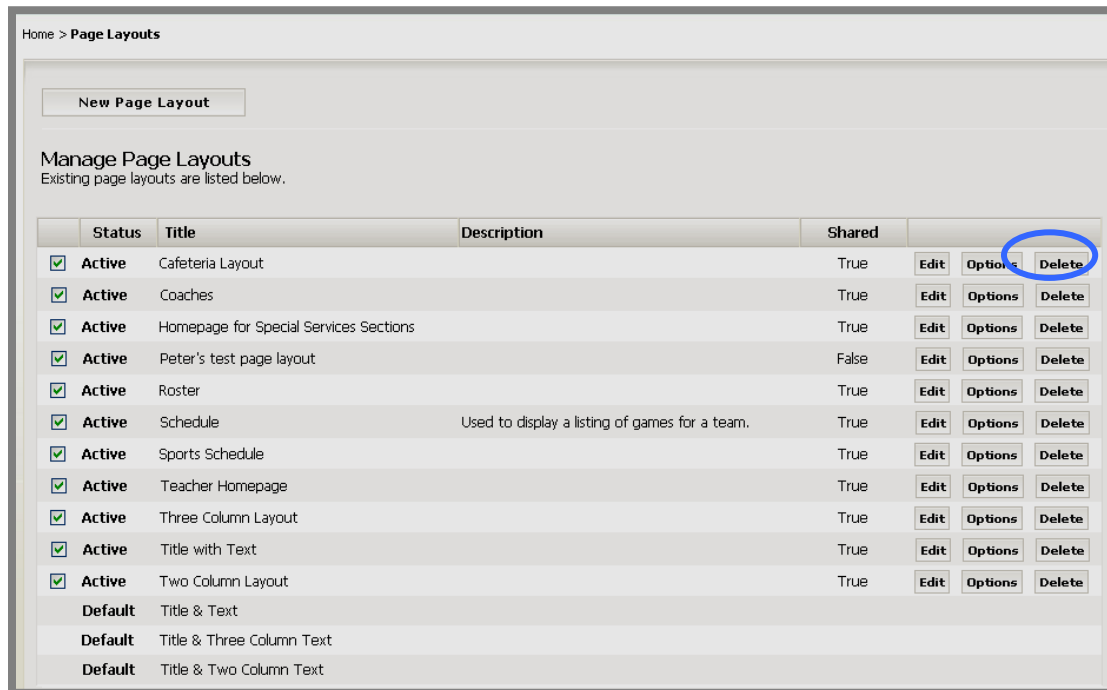 Home > Page Layouts
New Page Layout
Manage Page Layouts
Existing page layouts are listed below.
Status Title Description Shared
Active Cafeteria Layout True Edit Options Delete
Active Coaches True Edit Options Delete
Active Homepage for Special Services Sections True Edit Options Delete
Active Peter's test page layout False Edit Options Delete
Active Roster True Edit Options Delete
Active Schedule Used to display a listing of games for a team. True Edit Options Delete
Active Sports Schedule True Edit Options Delete
Active Teacher Homepage True Edit Options Delete
Active Three Column Layout True Edit Options Delete
Active Title with Text True Edit Options Delete
Active Two Column Layout True Edit Options Delete
Default Title & Text
Default Title & Three Column Text
Default Title & Two Column Text